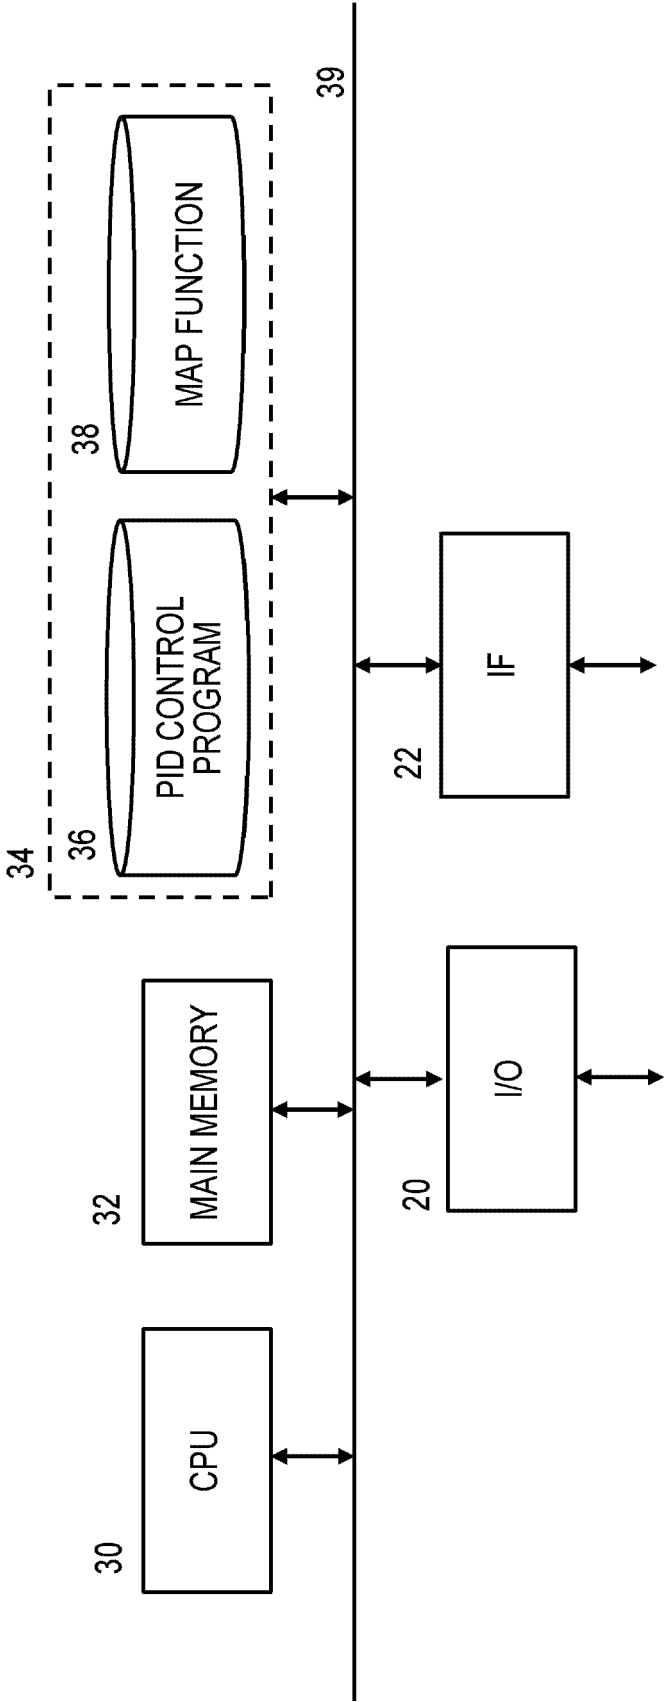 34
36
38
30
32
PID CONTROL
PROGRAM
MAP FUNCTION
CPU
MAIN MEMORY
39
20
22
I/O
IF